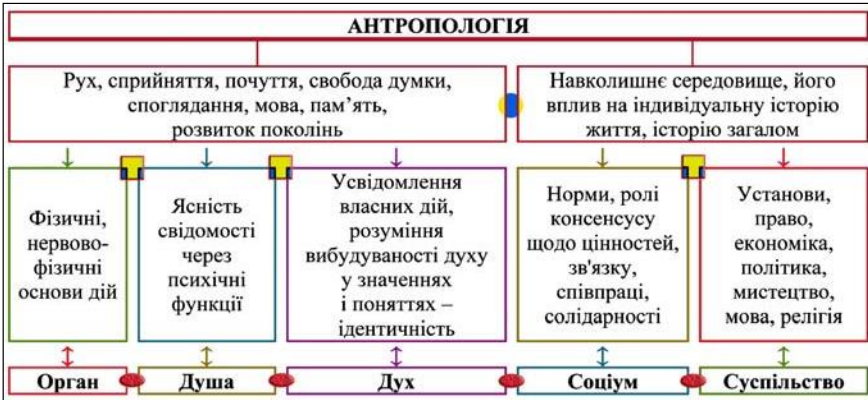 АНТРОПОЛОГІЯ
Рух, сприйняття, почуття, свобода думки,
споглядання, мова, пам’ять,
розвиток поколінь
Навколишнє середовище, його
вплив на індивідуальну історію
життя, історію загалом
Фізичні,
нервово-
фізичні
основи дій
Ясність
свідомості
через
психічні
функції
Усвідомлення
власних дій,
розуміння
вибудуваності духу
у значеннях
і поняттях –
ідентичність
Норми, ролі
консенсусу
щодо цінностей,
зв'язку,
співпраці,
солідарності
Установи,
право,
економіка,
політика,
мистецтво,
мова, релігія
Орган
Душа
Дух
Соціум
Суспільство